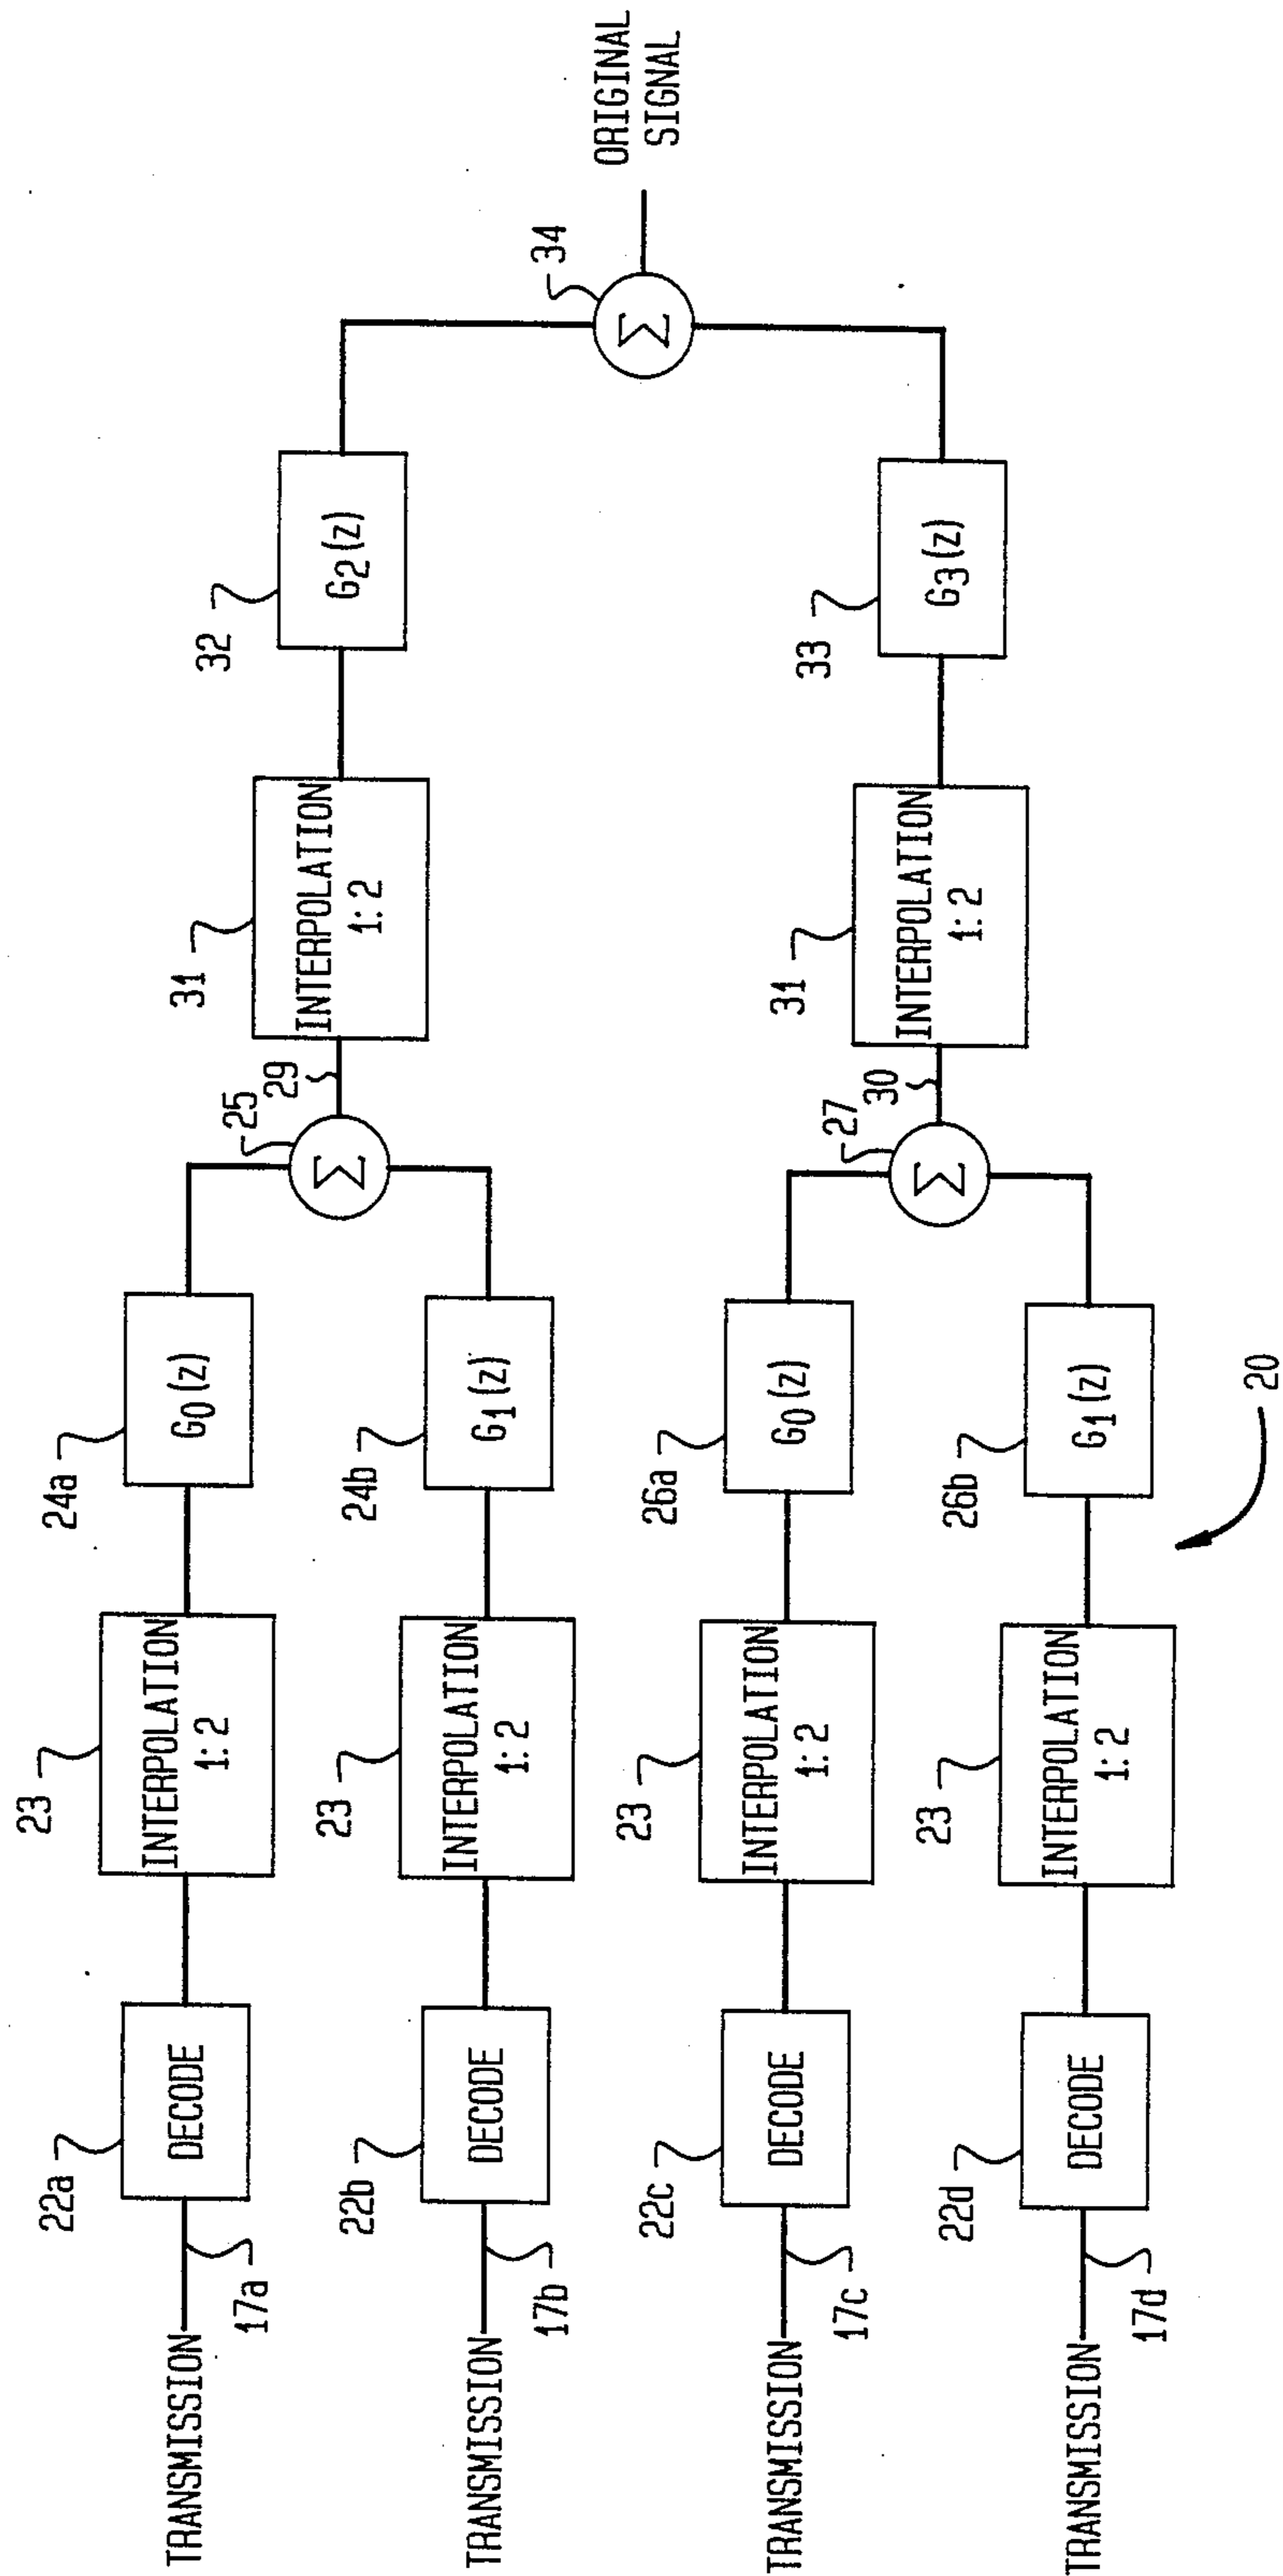 TRANSMISSION
17a
22a
DECODE
23
INTERPOLATION
1:2
24a
G0(z)
TRANSMISSION
17b
22b
DECODE
23
INTERPOLATION
1:2
24b
G1(z)
25
Σ
29
31
INTERPOLATION
1:2
32
G2(z)
TRANSMISSION
17c
22c
DECODE
23
INTERPOLATION
1:2
26a
G0(z)
TRANSMISSION
17d
22d
DECODE
23
INTERPOLATION
1:2
26b
G1(z)
27
Σ
30
31
INTERPOLATION
1:2
33
G3(z)
34
Σ
ORIGINAL
SIGNAL
20